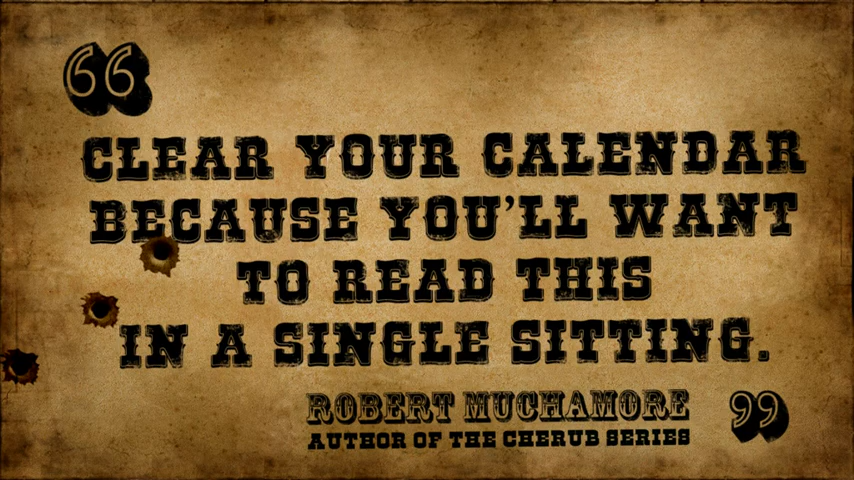 “
CLEAR YOUR CALENDAR
BECAUSE YOU'LL WANT
TO READ THIS
IN A SINGLE SITTING.
ROBERT MUCHAMORE
AUTHOR OF THE CHERUB SERIES
”